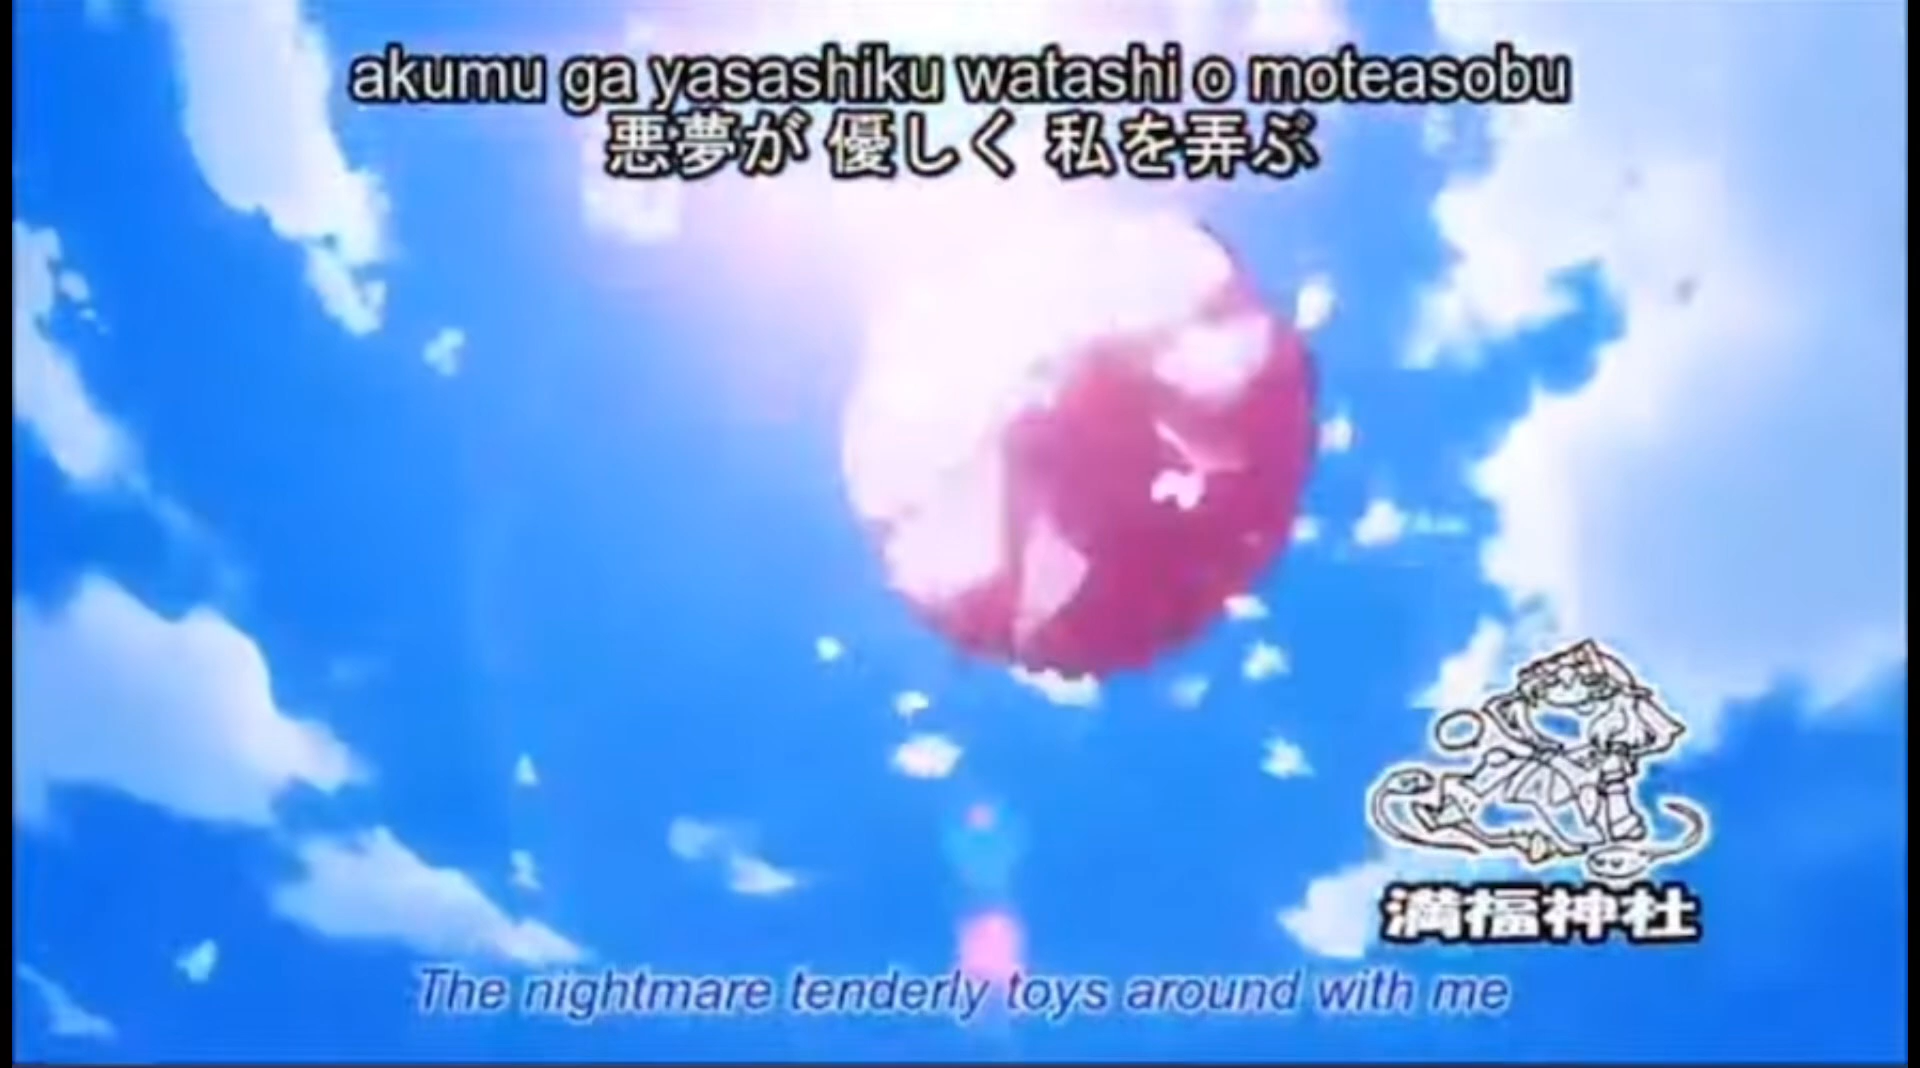 akumu ga yasashiku watashi o moteasobu
悪夢が 優しく 私を弄ぶ
満福神社
The nightmare tenderly toys around with me